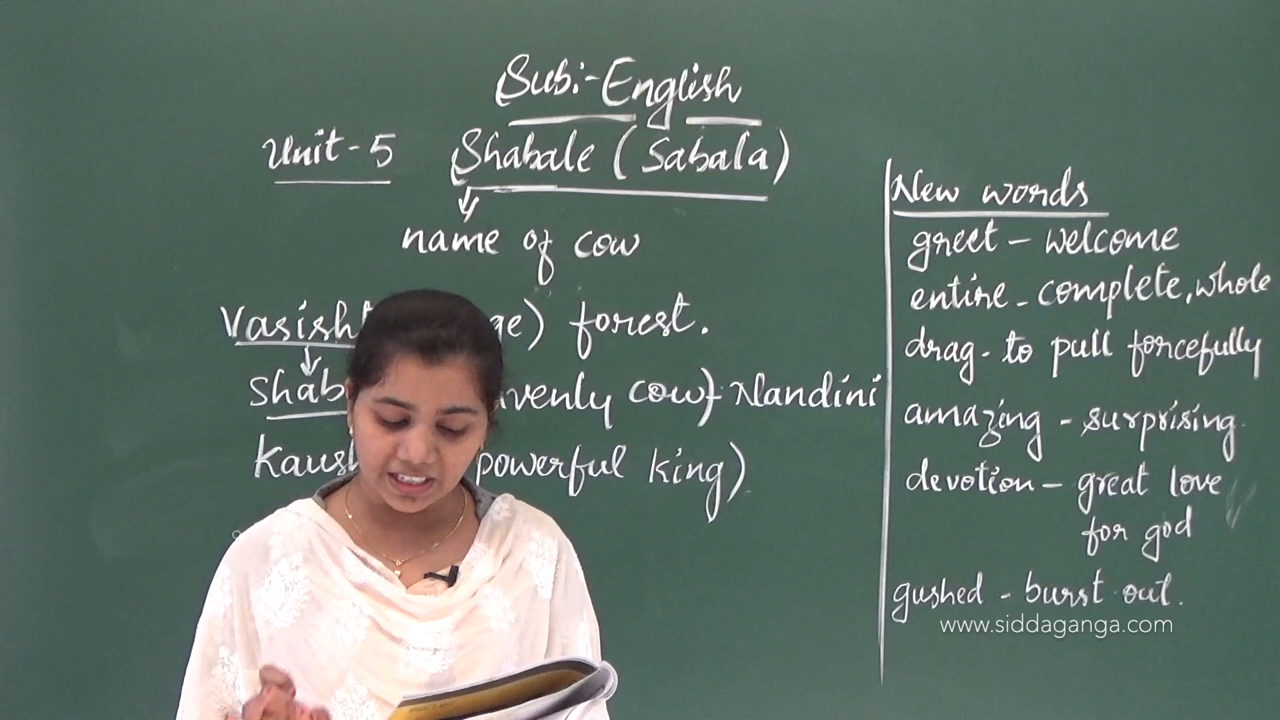 Sub:-English
Unit-5 Shabale (Sabala)
name of cow
forest.
cow)-Nandini
powerful king)
New words
greet - welcome
entire - complete, whole
drag - to pull forcefully
amazing - surprising.
devotion - great love
for god
gushed - burst out.
www.siddaganga.com